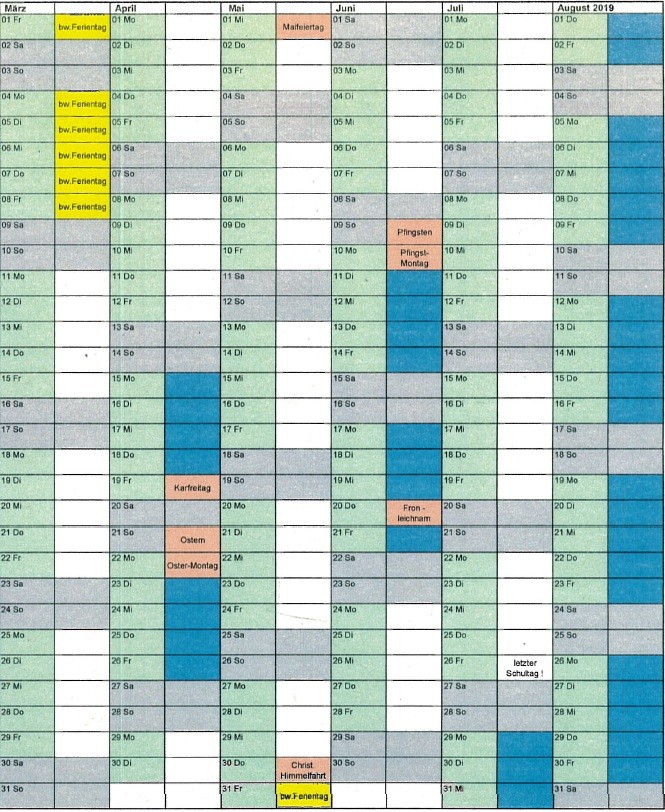 März April Mai Juni Juli August 2019
01 Fr bw.Ferientag 01 Mo 01 Mi Maifeiertag 01 Sa 01 Mo 01 Do
02 Sa 02 Di 02 Do 02 So 02 Di 02 Fr
03 So 03 Mi 03 Fr 03 Mo 03 Mi 03 Sa
04 Mo bw.Ferientag 04 Do 04 Sa 04 Di 04 Do 04 So
05 Di bw.Ferientag 05 Fr 05 So 05 Mi 05 Fr 05 Mo
06 Mi bw.Ferientag 06 Sa 06 Mo 06 Do 06 Sa 06 Di
07 Do bw.Ferientag 07 So 07 Di 07 Fr 07 So 07 Mi
08 Fr bw.Ferientag 08 Mo 08 Mi 08 Sa 08 Mo 08 Do
09 Sa 09 Di 09 Do 09 So Pfingsten 09 Di 09 Fr
10 So 10 Mi 10 Fr 10 Mo Pfingst-
Montag 10 Mi 10 Sa
11 Mo 11 Do 11 Sa 11 Di 11 Do 11 So
12 Di 12 Fr 12 So 12 Mi 12 Fr 12 Mo
13 Mi 13 Sa 13 Mo 13 Do 13 Sa 13 Di
14 Do 14 So 14 Di 14 Fr 14 So 14 Mi
15 Fr 15 Mo 15 Mi 15 Sa 15 Mo 15 Do
16 Sa 16 Di 16 Do 16 So 16 Di 16 Fr
17 So 17 Mi 17 Fr 17 Mo 17 Mi 17 Sa
18 Mo 18 Do 18 Sa 18 Di 18 Do 18 So
19 Di 19 Fr Karfreitag 19 So 19 Mi 19 Fr 19 Mo
20 Mi 20 Sa 20 Mo 20 Do Fron -
leichnam 20 Sa 20 Di
21 Do 21 So Ostern 21 Di 21 Fr 21 So 21 Mi
22 Fr 22 Mo Oster-Montag 22 Mi 22 Sa 22 Mo 22 Do
23 Sa 23 Di 23 Do 23 So 23 Di 23 Fr
24 So 24 Mi 24 Fr 24 Mo 24 Mi 24 Sa
25 Mo 25 Do 25 Sa 25 Di 25 Do 25 So
26 Di 26 Fr 26 So 26 Mi 26 Fr letzter
Schultag ! 26 Mo
27 Mi 27 Sa 27 Mo 27 Do 27 Sa 27 Di
28 Do 28 So 28 Di 28 Fr 28 So 28 Mi
29 Fr 29 Mo 29 Mi 29 Sa 29 Mo 29 Do
30 Sa 30 Di 30 Do Christ.
Himmelfahrt 30 So 30 Di 30 Fr
31 So 31 Fr bw.Ferientag 31 Mi 31 Sa